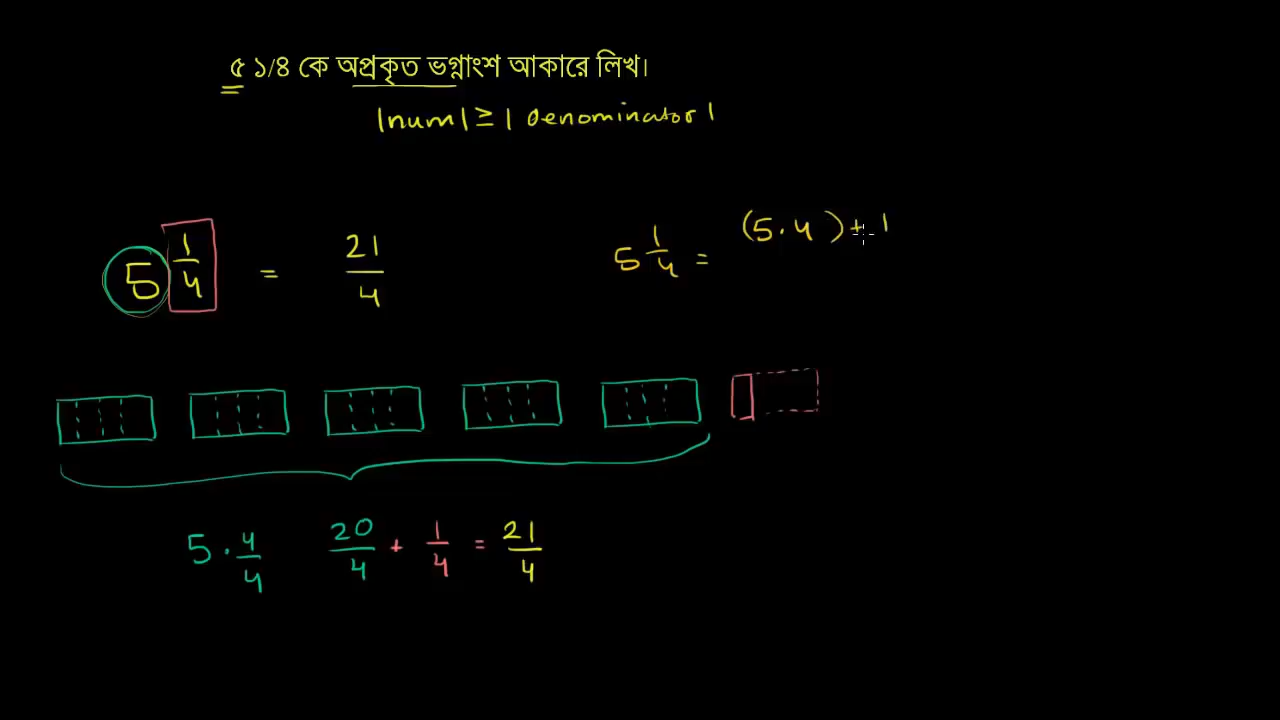 ৫ ১/৪ কে অপ্রকৃত ভগ্নাংশ আকারে লিখ।
|num| ≥ | denominator |
5 1/4 = 21/4
5 1/4 = (5·4) + 1
5 · 4/4 20/4 + 1/4 = 21/4